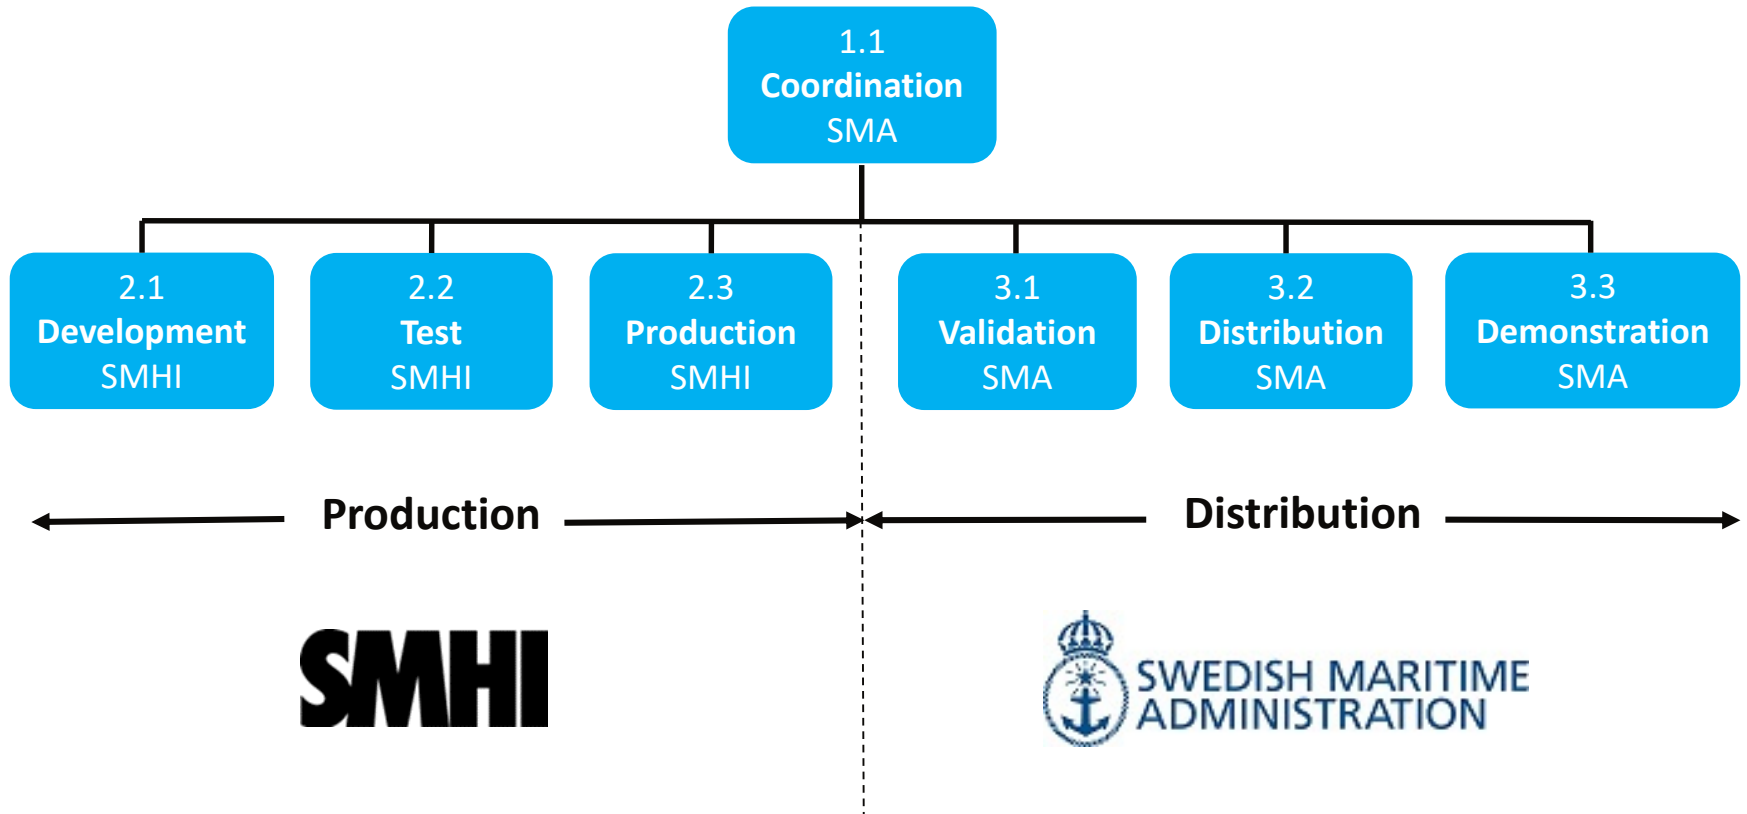 1.1
Coordination
SMA
2.1
Development
SMHI
2.2
Test
SMHI
2.3
Production
SMHI
3.1
Validation
SMA
3.2
Distribution
SMA
3.3
Demonstration
SMA
Production
Distribution
SMHI
SWEDISH MARITIME
ADMINISTRATION